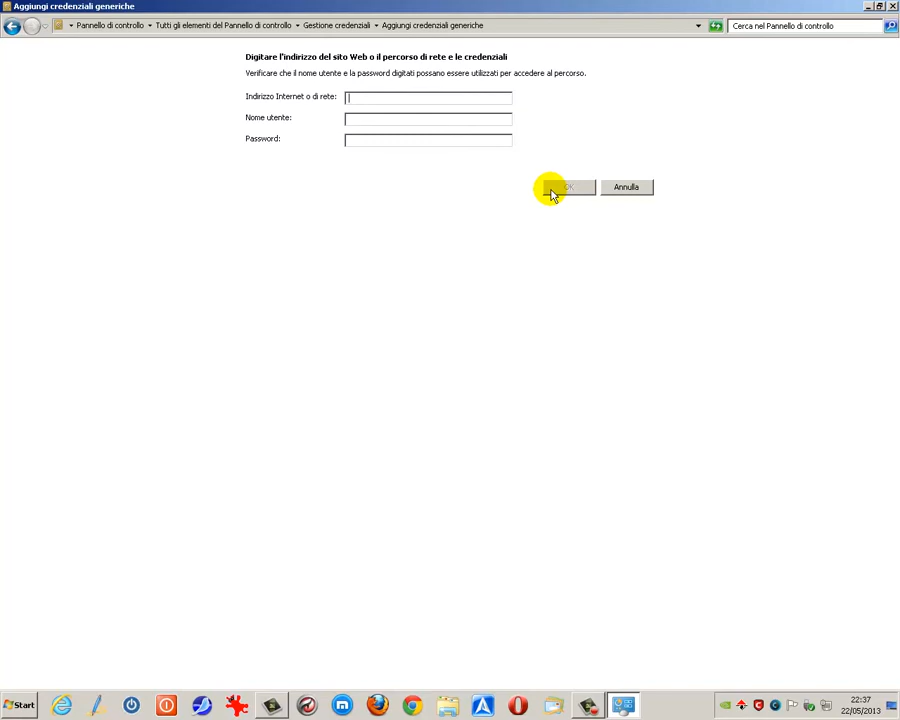 Aggiungi credenziali generiche
Pannello di controllo Tutti gli elementi del Pannello di controllo Gestione credenziali Aggiungi credenziali generiche
Cerca nel Pannello di controllo
Digitare l'indirizzo del sito Web o il percorso di rete e le credenziali
Verificare che il nome utente e la password digitati possano essere utilizzati per accedere al percorso.
Indirizzo Internet o di rete:
Nome utente:
Password:
OK Annulla
Start
22:37
22/05/2013